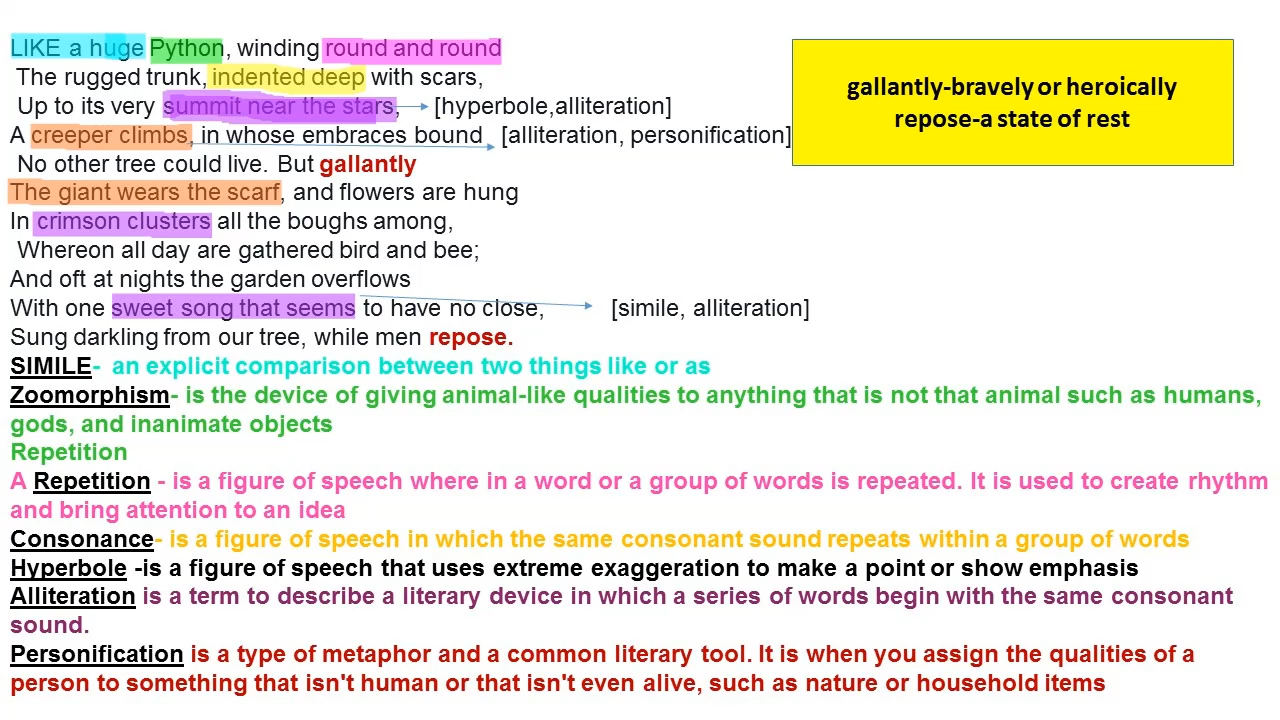 LIKE a huge Python, winding round and round
The rugged trunk, indented deep with scars,
Up to its very summit near the stars, [hyperbole,alliteration]
A creeper climbs, in whose embraces bound [alliteration, personification]
No other tree could live. But gallantly
The giant wears the scarf, and flowers are hung
In crimson clusters all the boughs among,
Whereon all day are gathered bird and bee;
And oft at nights the garden overflows
With one sweet song that seems to have no close, [simile, alliteration]
Sung darkling from our tree, while men repose.
gallantly-bravely or heroically
repose-a state of rest
SIMILE- an explicit comparison between two things like or as
Zoomorphism- is the device of giving animal-like qualities to anything that is not that animal such as humans,
gods, and inanimate objects
Repetition
A Repetition - is a figure of speech where in a word or a group of words is repeated. It is used to create rhythm
and bring attention to an idea
Consonance- is a figure of speech in which the same consonant sound repeats within a group of words
Hyperbole -is a figure of speech that uses extreme exaggeration to make a point or show emphasis
Alliteration is a term to describe a literary device in which a series of words begin with the same consonant
sound.
Personification is a type of metaphor and a common literary tool. It is when you assign the qualities of a
person to something that isn't human or that isn't even alive, such as nature or household items